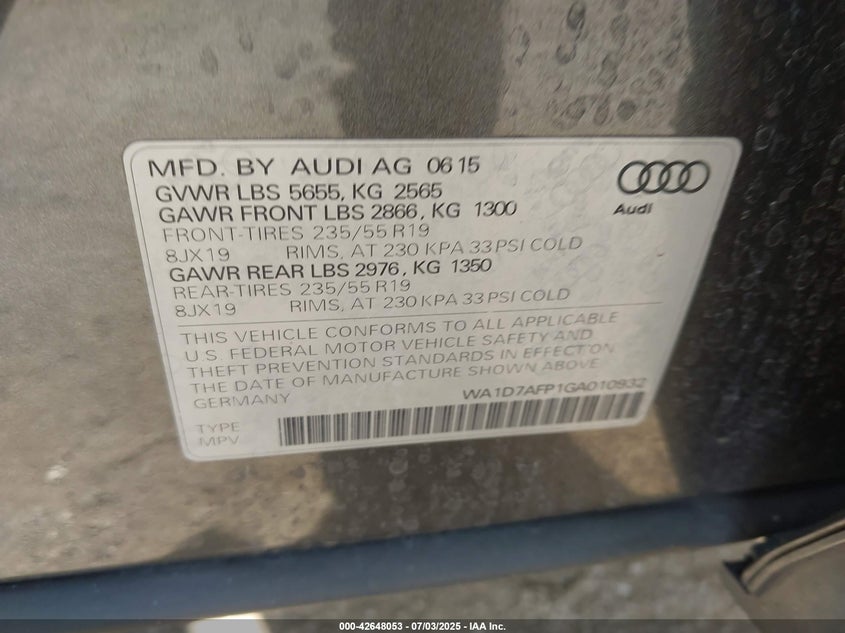 MFD. BY AUDI AG 06 15
GVWR LBS 5655, KG 2565
GAWR FRONT LBS 2866, KG 1300
FRONT-TIRES 235/55 R19
8JX19 RIMS, AT 230 KPA 33 PSI COLD
GAWR REAR LBS 2976, KG 1350
REAR-TIRES 235/55 R19
8JX19 RIMS, AT 230 KPA 33 PSI COLD
Audi
THIS VEHICLE CONFORMS TO ALL APPLICABLE
U.S. FEDERAL MOTOR VEHICLE SAFETY AND
THEFT PREVENTION STANDARDS IN EFFECT ON
THE DATE OF MANUFACTURE SHOWN ABOVE.
GERMANY WA1D7AFP1GA010932
TYPE
MPV
000-42648053 — 07/03/2025 — IAA Inc.